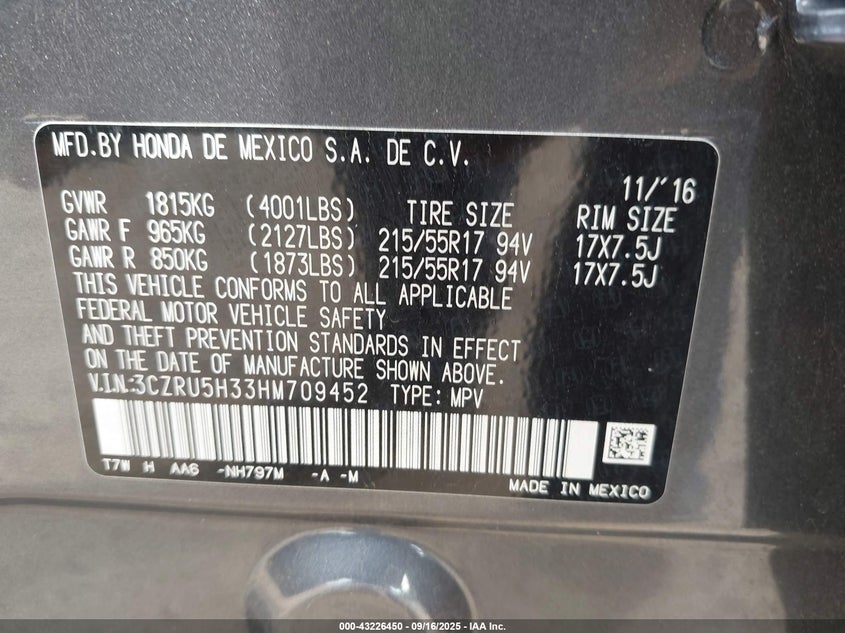 MFD.BY HONDA DE MEXICO S.A. DE C.V.
11/'16
GVWR 1815KG (4001LBS) TIRE SIZE RIM SIZE
GAWR F 965KG (2127LBS) 215/55R17 94V 17X7.5J
GAWR R 850KG (1873LBS) 215/55R17 94V 17X7.5J
THIS VEHICLE CONFORMS TO ALL APPLICABLE
FEDERAL MOTOR VEHICLE SAFETY
AND THEFT PREVENTION STANDARDS IN EFFECT
ON THE DATE OF MANUFACTURE SHOWN ABOVE.
V.I.N:3CZRU5H33HM709452 TYPE: MPV
T7W H AA6 -NH797M -A -M
MADE IN MEXICO
000-43226450 - 09/16/2025 - IAA Inc.